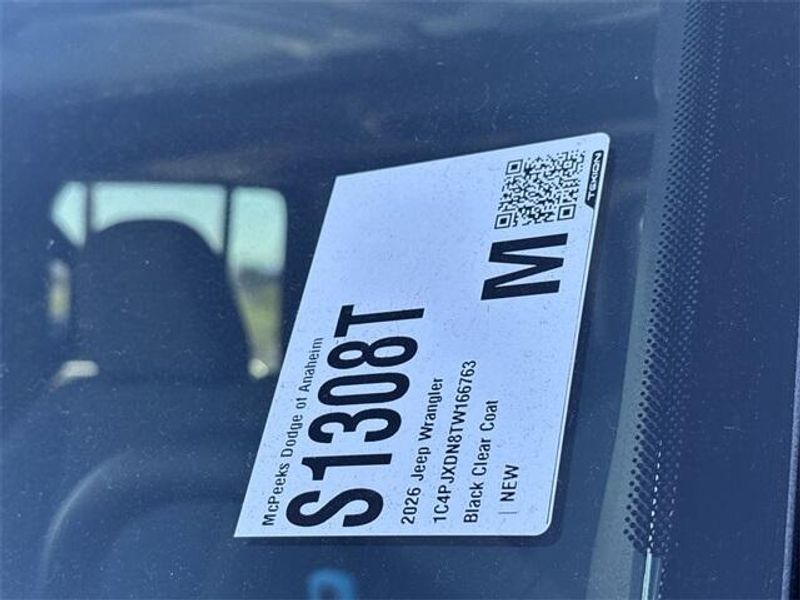 McPeeks Dodge of Anaheim
S1308T
2026 Jeep Wrangler
1C4PJXDN8TW166763
Black Clear Coat
| NEW
M
TEKION